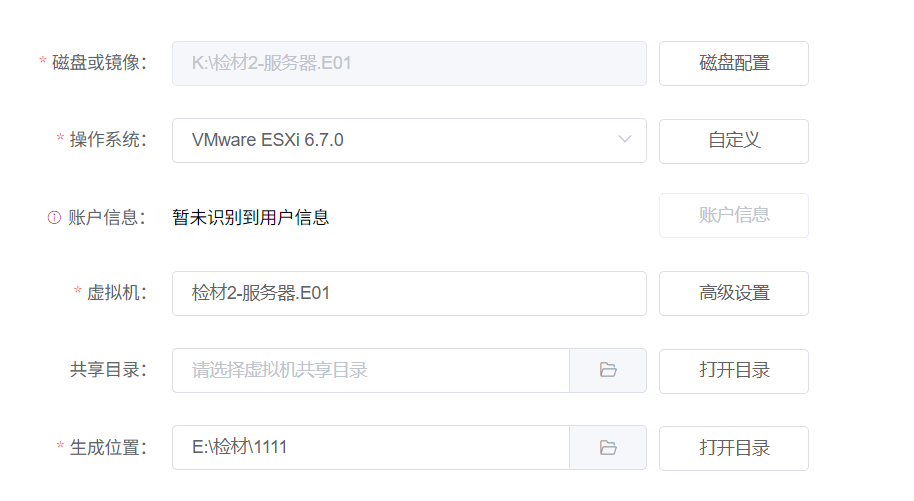 * 磁盘或镜像： K:\检材2-服务器.E01 磁盘配置
* 操作系统： VMware ESXi 6.7.0 自定义
账户信息： 暂未识别到用户信息 账户信息
* 虚拟机： 检材2-服务器.E01 高级设置
共享目录： 请选择虚拟机共享目录 打开目录
* 生成位置： E:\检材\1111 打开目录